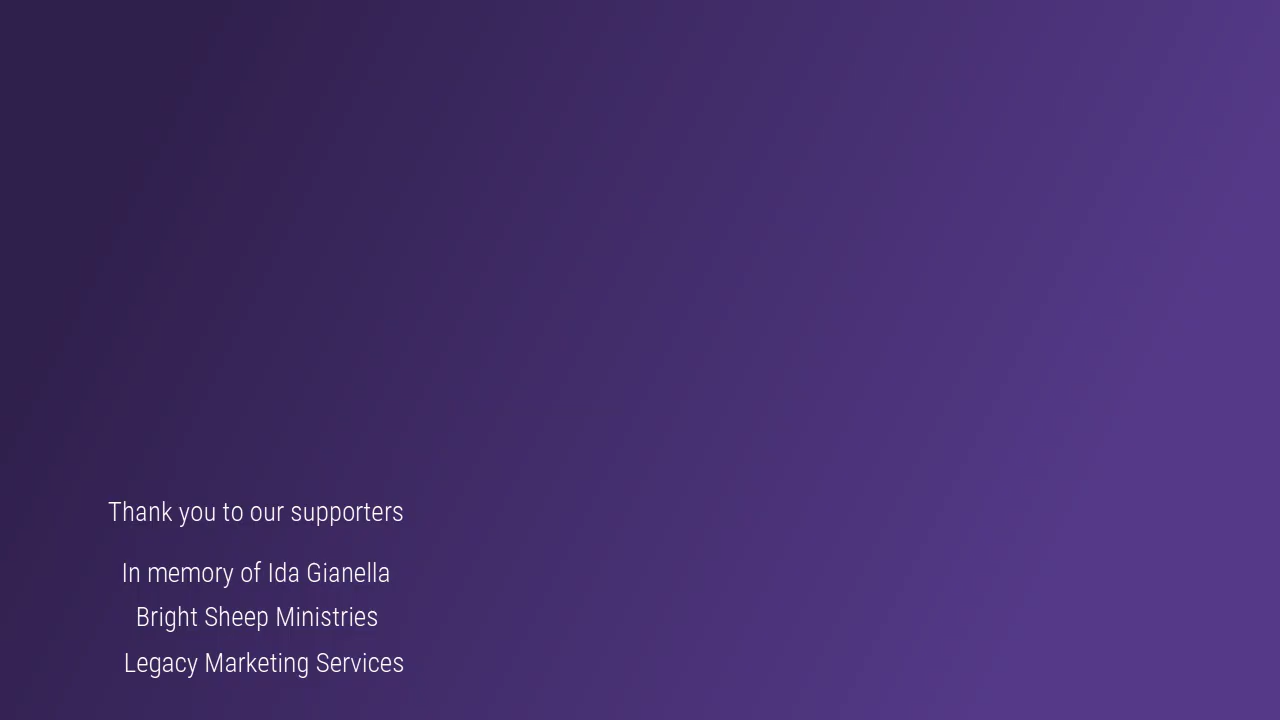 Thank you to our supporters
In memory of Ida Gianella
Bright Sheep Ministries
Legacy Marketing Services